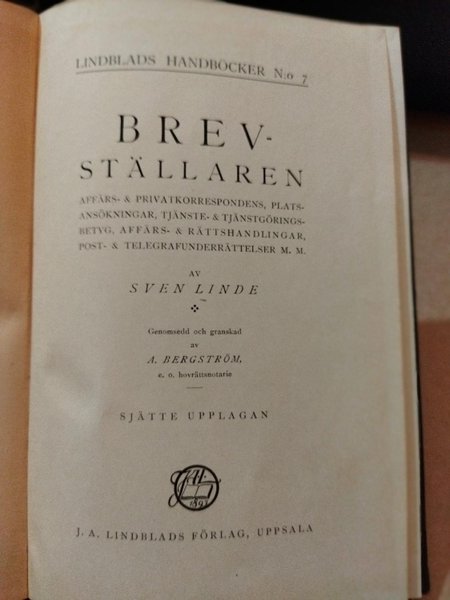 LINDBLADS HANDBÖCKER N:o 7
BREV-
STÄLLAREN
AFFÄRS- & PRIVATKORRESPONDENS, PLATS-
ANSÖKNINGAR, TJÄNSTE- & TJÄNSTGÖRINGS-
BETYG, AFFÄRS- & RÄTTSHANDLINGAR,
POST- & TELEGRAFUNDERRÄTTELSER M. M.
AV
SVEN LINDE
Genomsedd och granskad
av
A. BERGSTRÖM,
e. o. hovrättsnotarie
SJÄTTE UPPLAGAN
J. A. LINDBLADS FÖRLAG, UPPSALA